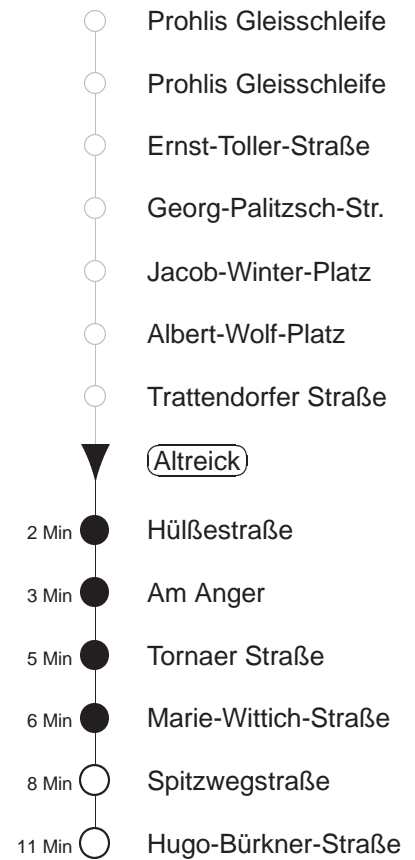 Prohlis Gleisschleife
Prohlis Gleisschleife
Ernst-Toller-Straße
Georg-Palitzsch-Str.
Jacob-Winter-Platz
Albert-Wolf-Platz
Trattendorfer Straße
Altreick
2 Min Hülßestraße
3 Min Am Anger
5 Min Tornaer Straße
6 Min Marie-Wittich-Straße
8 Min Spitzwegstraße
11 Min Hugo-Bürkner-Straße